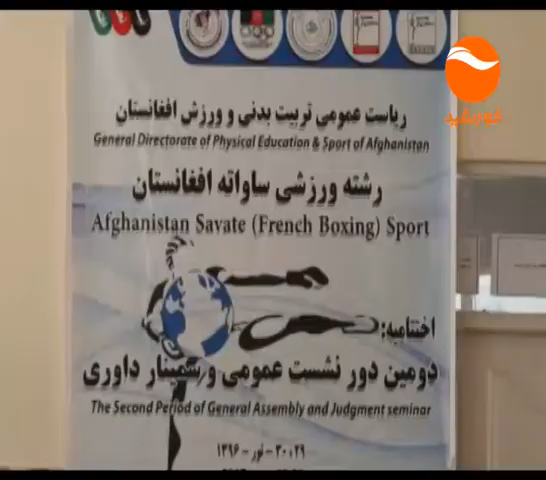 خورشید
ریاست عمومی تربیت بدنی و ورزش افغانستان
General Directorate of Physical Education & Sport of Afghanistan
رشته ورزشی ساواته افغانستان
Afghanistan Savate (French Boxing) Sport
اختتامیه:
دومین دور نشست عمومی و سمینار داوری
The Second Period of General Assembly and Judgment seminar
۳۰،۲۹ - ثور - ۱۳۹۶